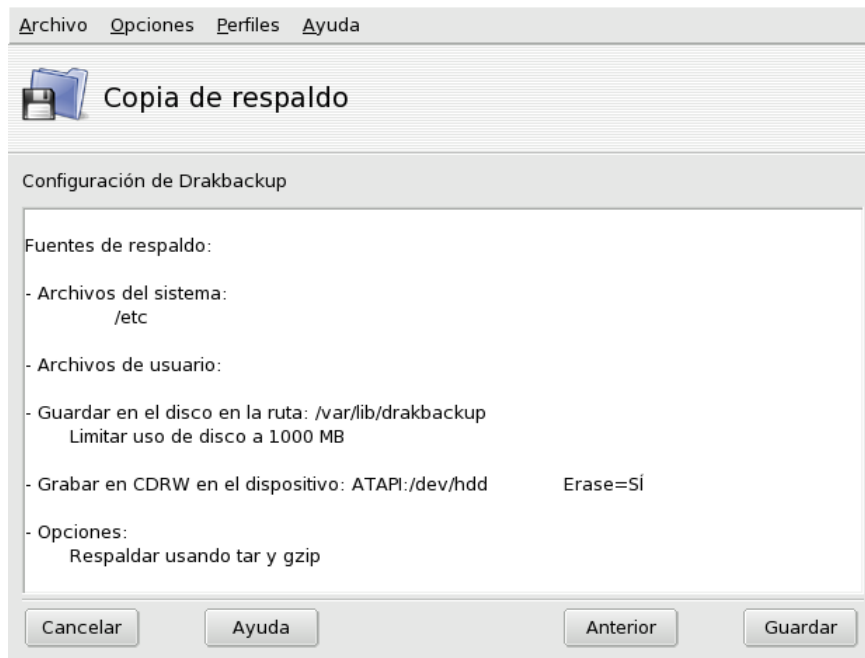 Archivo Opciones Perfiles Ayuda
Copia de respaldo
Configuración de Drakbackup
Fuentes de respaldo:
- Archivos del sistema:
/etc
- Archivos de usuario:
- Guardar en el disco en la ruta: /var/lib/drakbackup
Limitar uso de disco a 1000 MB
- Grabar en CDRW en el dispositivo: ATAPI:/dev/hdd Erase=SÍ
- Opciones:
Respaldar usando tar y gzip
Cancelar Ayuda Anterior Guardar